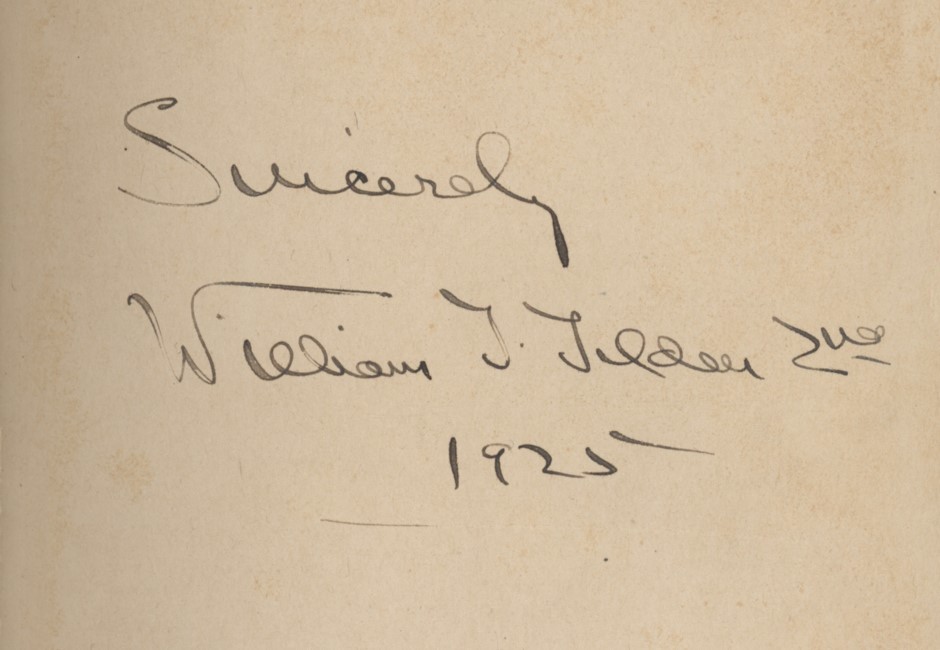 Sincerely
William T. Tilden 2nd
1925